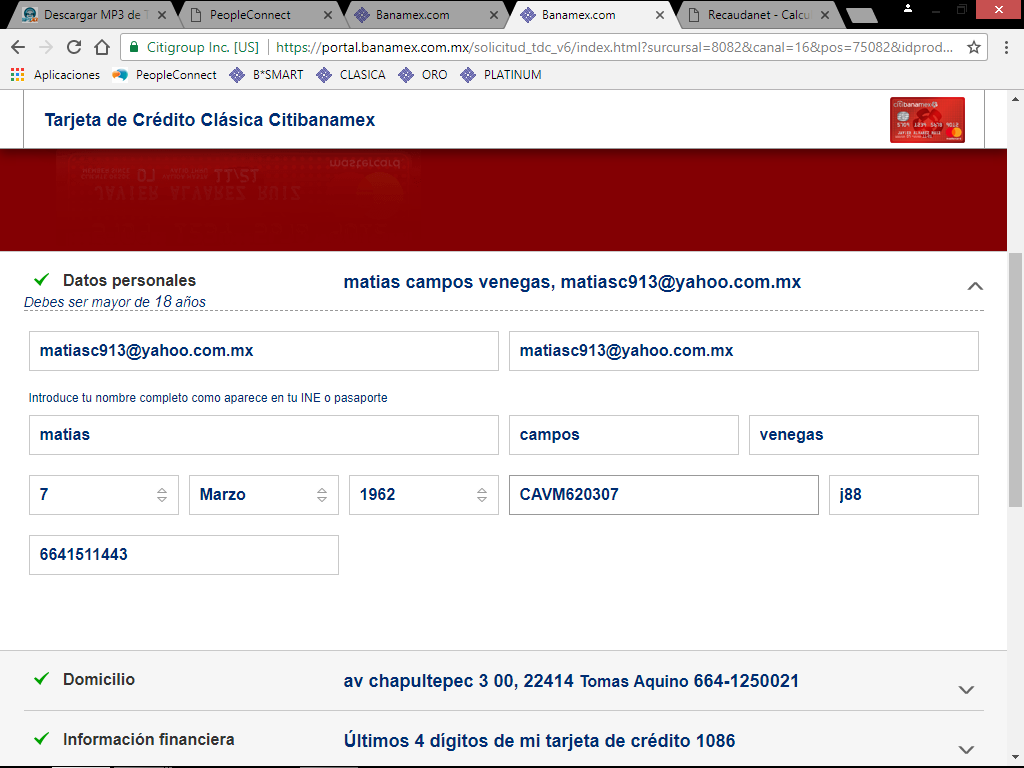 Descargar MP3 de T
PeopleConnect
Banamex.com
Banamex.com
Recaudanet - Calcu
Citigroup Inc. [US]
https://portal.banamex.com.mx/solicitud_tdc_v6/index.html?surcursal=8082&canal=16&pos=75082&idprod...
Aplicaciones
PeopleConnect
B*SMART
CLASICA
ORO
PLATINUM
Tarjeta de Crédito Clásica Citibanamex
citibanamex
mastercard
11/21
JAVIER ALVAREZ RUIZ
Datos personales
matias campos venegas, matiasc913@yahoo.com.mx
Debes ser mayor de 18 años
matiasc913@yahoo.com.mx
matiasc913@yahoo.com.mx
Introduce tu nombre completo como aparece en tu INE o pasaporte
matias
campos
venegas
7
Marzo
1962
CAVM620307
j88
6641511443
Domicilio
av chapultepec 3 00, 22414 Tomas Aquino 664-1250021
Información financiera
Últimos 4 dígitos de mi tarjeta de crédito 1086